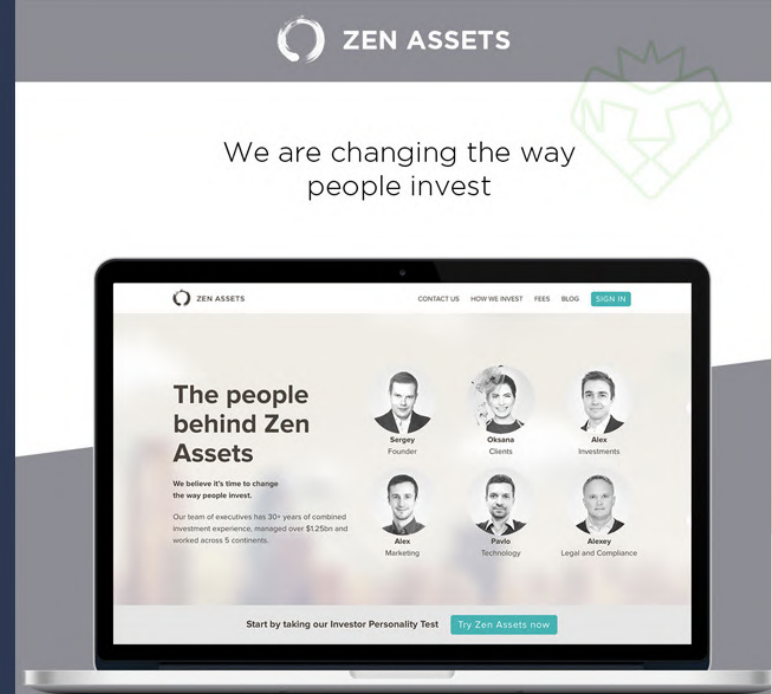 ZEN ASSETS
N Y
We are changing the way
people invest
ZEN ASSETS
CONTACT US HOW WE INVEST FEES BLOG SIGN IN
The people
behind Zen
Assets
We believe it's time to change
the way people invest.
Our team of executives has 30+ years of combined
investment experience, managed over $1.25bn and
worked across 5 continents.
Sergey
Founder
Oksana
Clients
Alex
Investments
Alex
Marketing
Pavlo
Technology
Alexey
Legal and Compliance
Start by taking our Investor Personality Test Try Zen Assets now